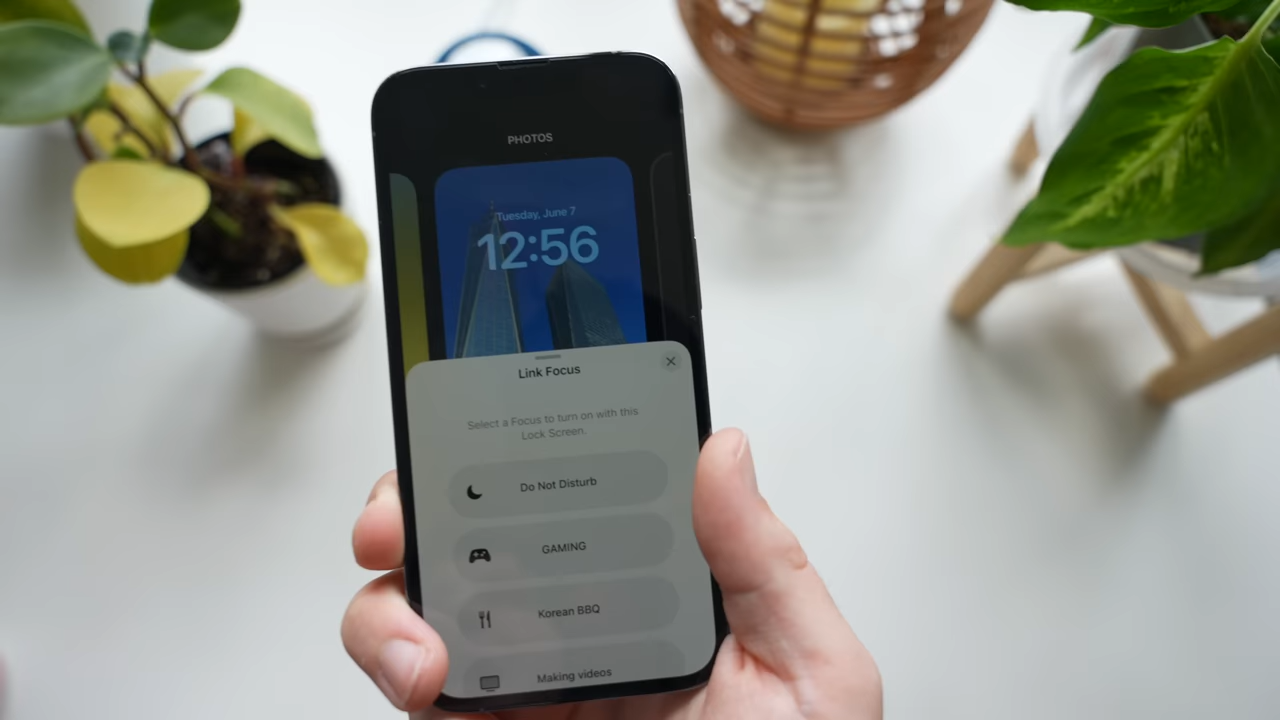 PHOTOS
Tuesday, June 7
12:56
Link Focus
Select a Focus to turn on with this
Lock Screen.
Do Not Disturb
GAMING
Korean BBQ
Making videos